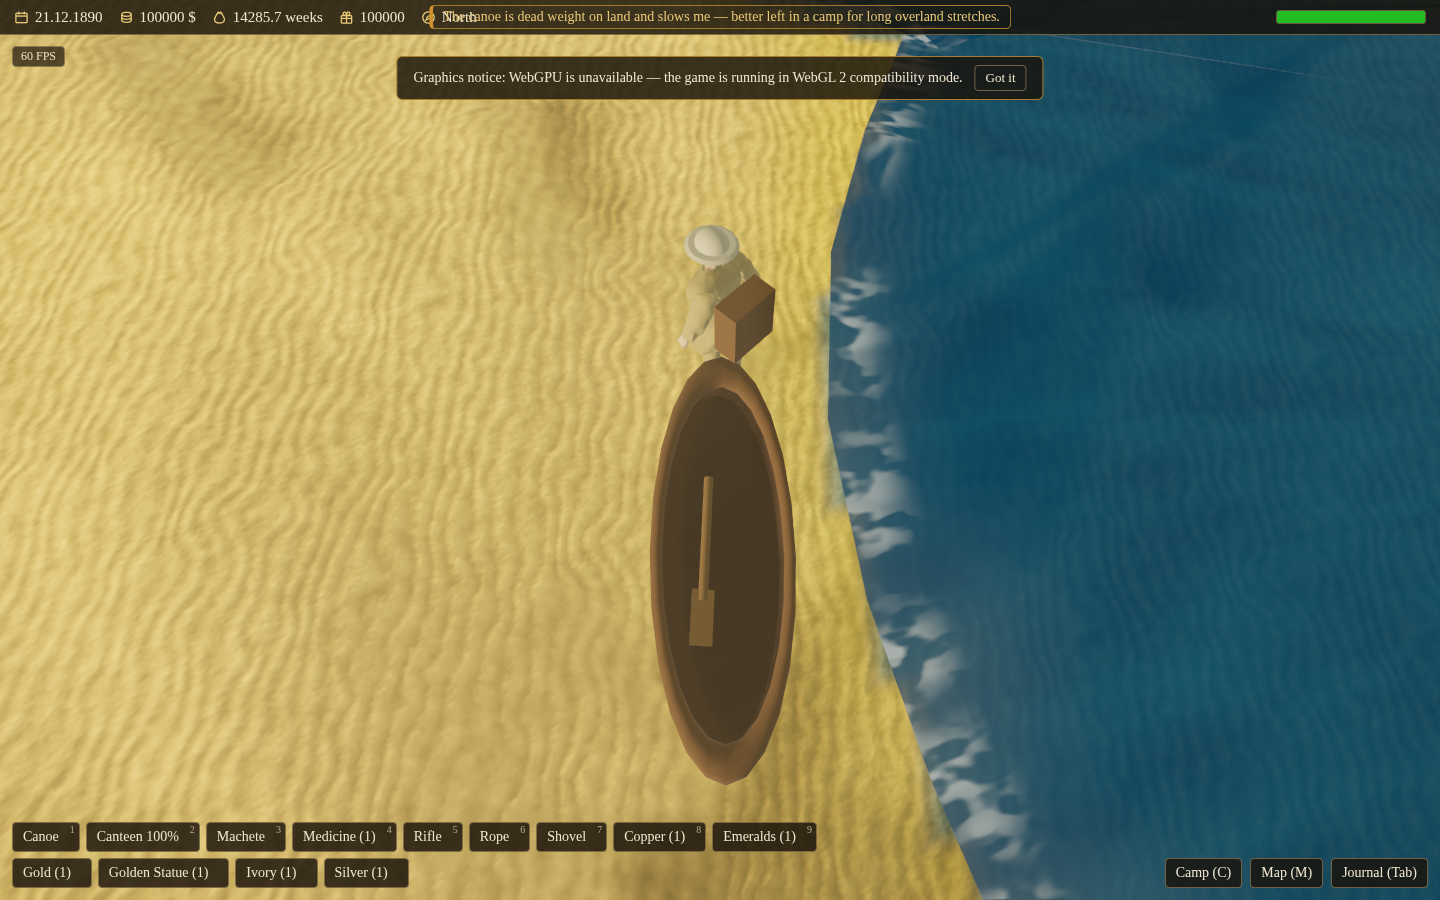 21.12.1890 100000 $ 14285.7 weeks 100000 North
The canoe is dead weight on land and slows me — better left in a camp for long overland stretches.
60 FPS
Graphics notice: WebGPU is unavailable — the game is running in WebGL 2 compatibility mode. Got it
Canoe 1 Canteen 100% 2 Machete 3 Medicine (1) 4 Rifle 5 Rope 6 Shovel 7 Copper (1) 8 Emeralds (1) 9
Gold (1) Golden Statue (1) Ivory (1) Silver (1)
Camp (C) Map (M) Journal (Tab)